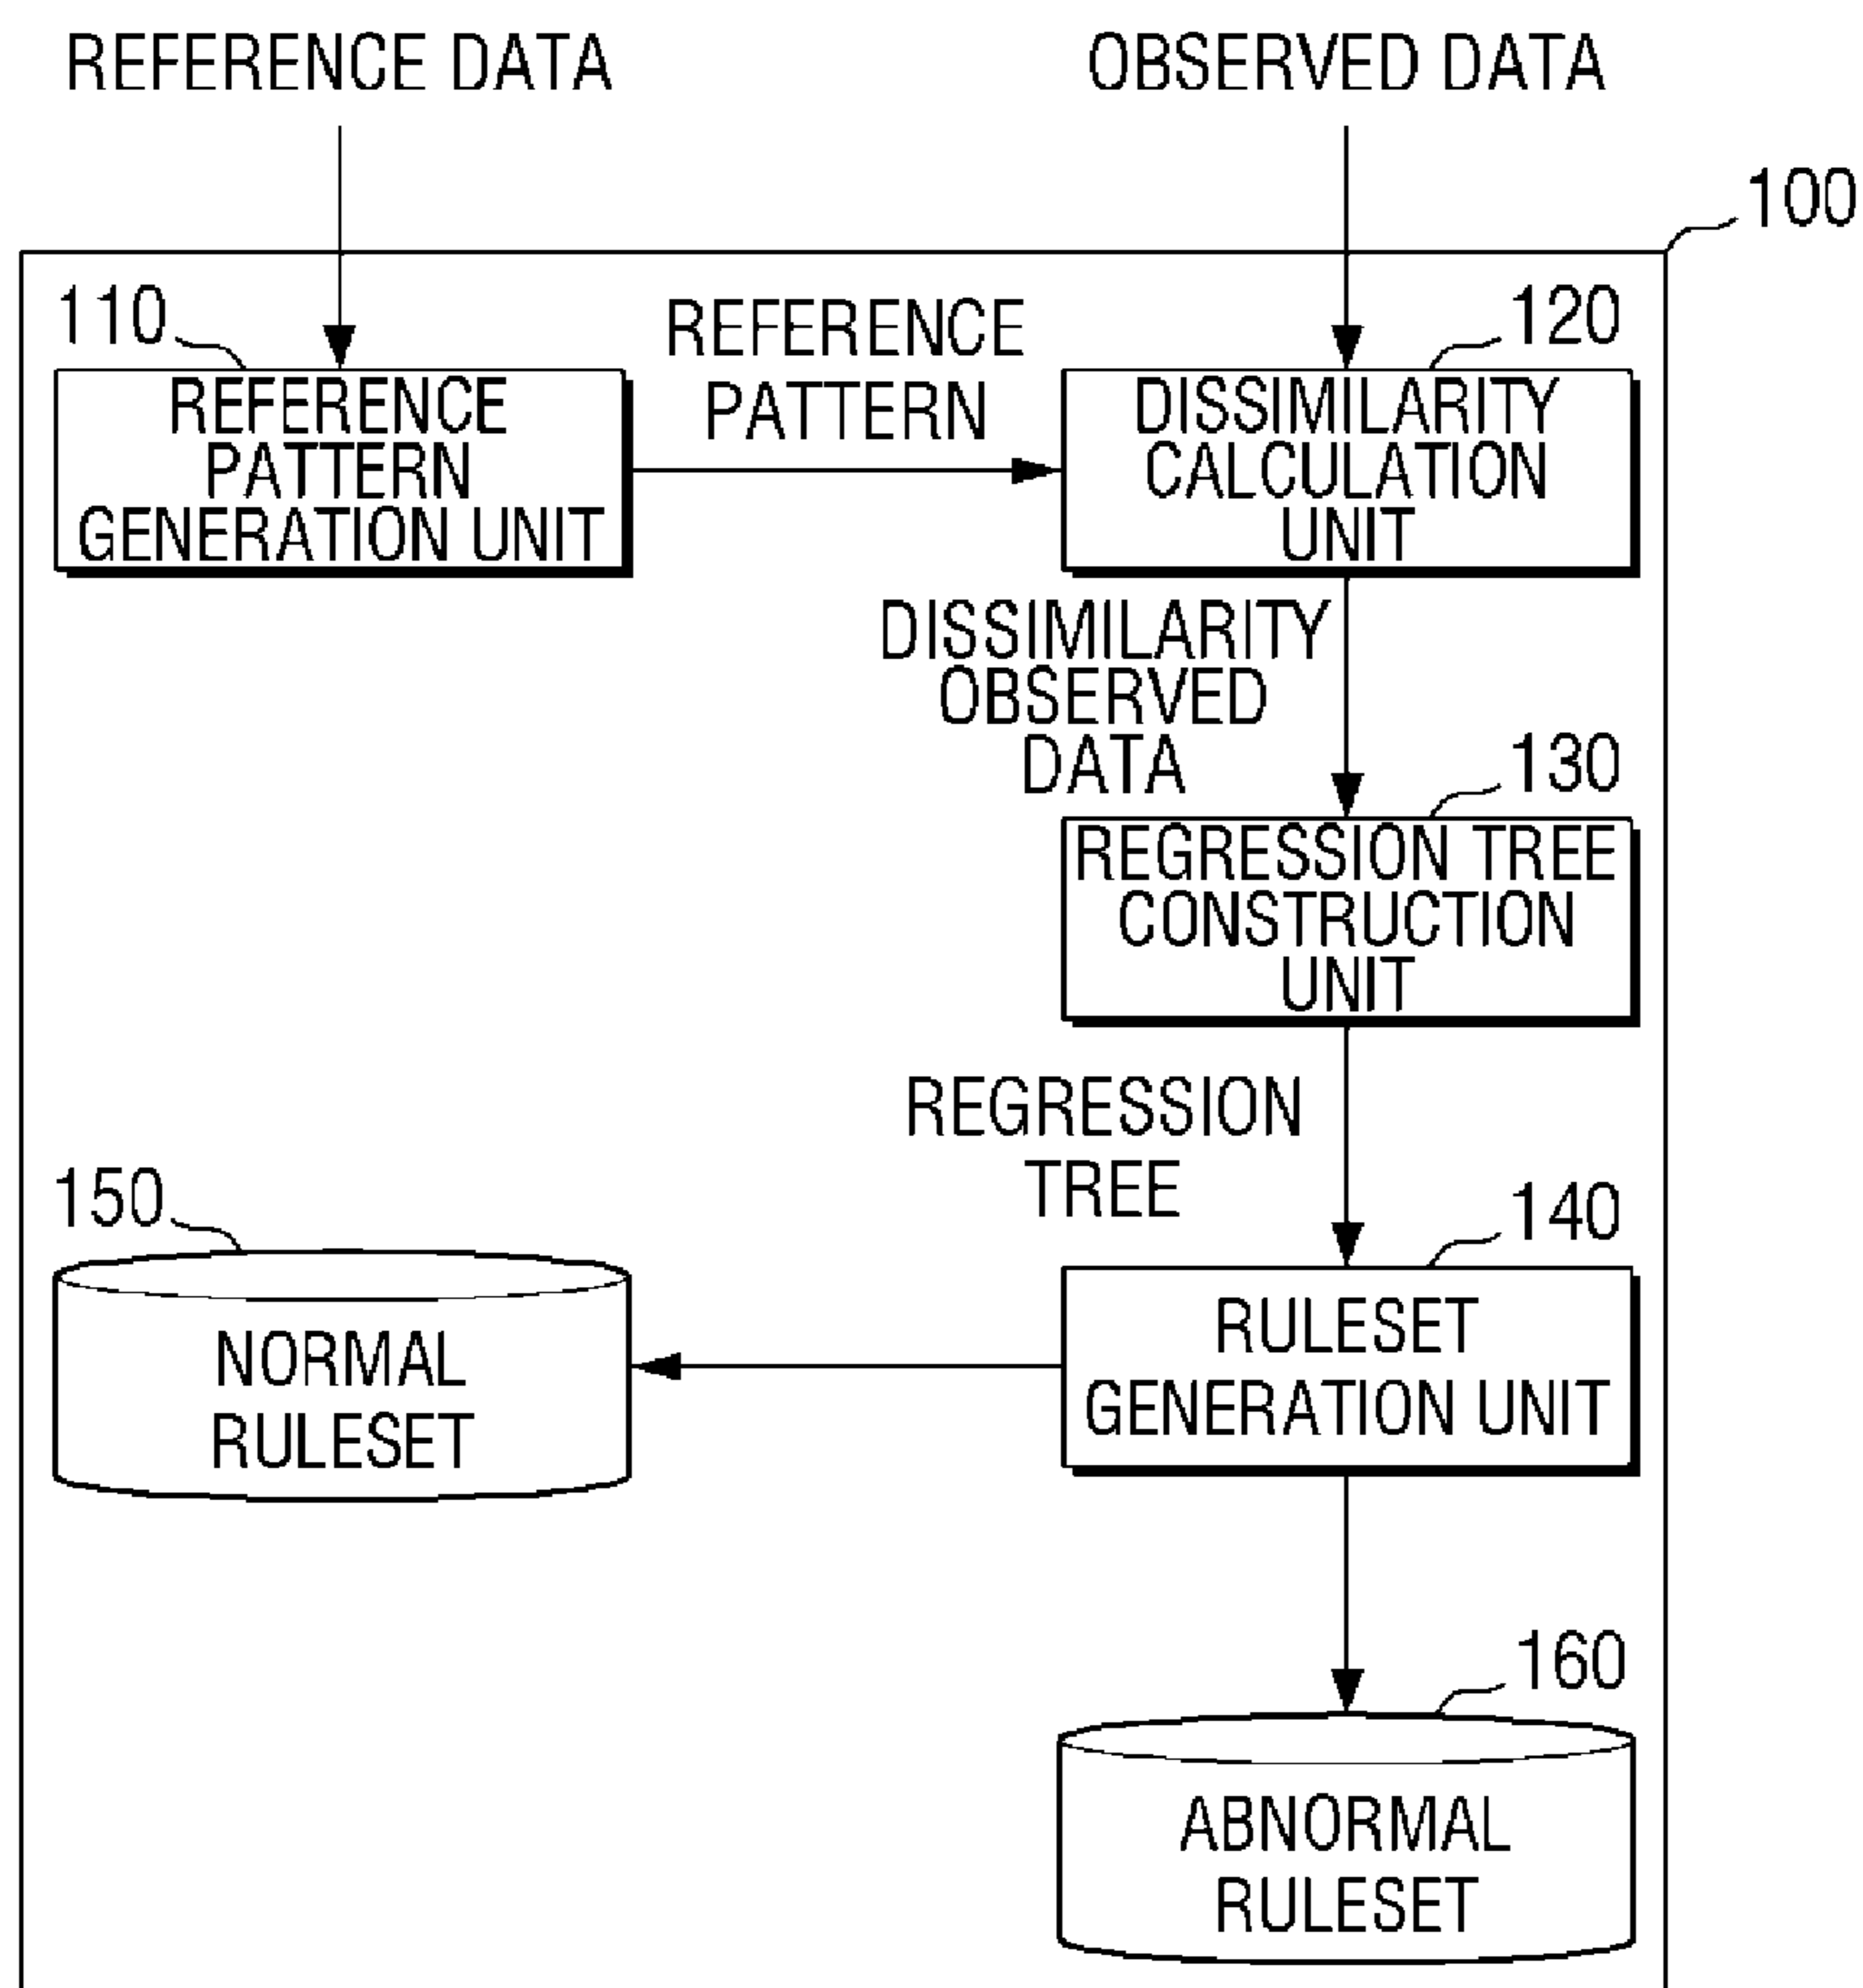 REFERENCE DATA
OBSERVED DATA
100
110
REFERENCE
PATTERN
120
REFERENCE
PATTERN
GENERATION UNIT
DISSIMILARITY
CALCULATION
UNIT
DISSIMILARITY
OBSERVED
DATA
130
REGRESSION TREE
CONSTRUCTION
UNIT
REGRESSION
TREE
150
140
NORMAL
RULESET
RULESET
GENERATION UNIT
160
ABNORMAL
RULESET